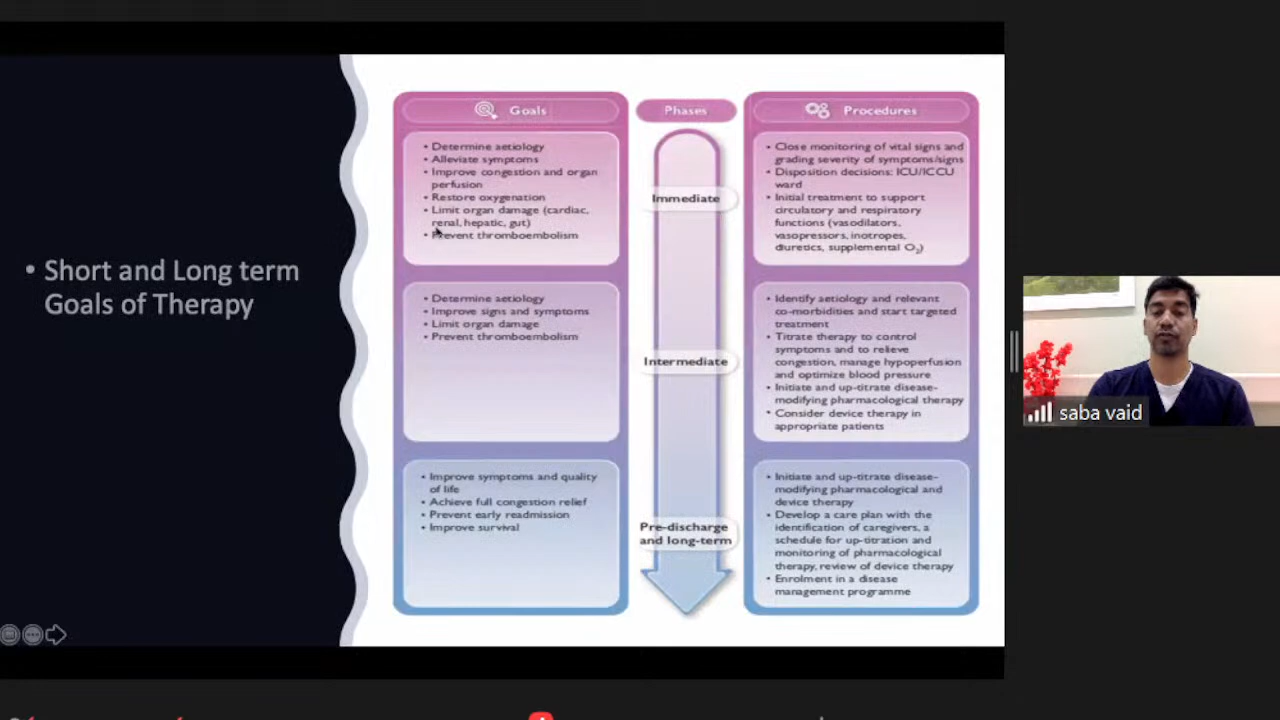 • Short and Long term
Goals of Therapy
Goals
• Determine aetiology
• Alleviate symptoms
• Improve congestion and organ
perfusion
• Restore oxygenation
• Limit organ damage (cardiac,
renal, hepatic, gut)
• Prevent thromboembolism
• Determine aetiology
• Improve signs and symptoms
• Limit organ damage
• Prevent thromboembolism
• Improve symptoms and quality
of life
• Achieve full congestion relief
• Prevent early readmission
• Improve survival
Phases
Immediate
Intermediate
Pre-discharge
and long-term
Procedures
• Close monitoring of vital signs and
grading severity of symptoms/signs
• Disposition decisions: ICU/ICCU
ward
• Initial treatment to support
circulatory and respiratory
functions (vasodilators,
vasopressors, inotropes,
diuretics, supplemental O₂)
• Identify aetiology and relevant
co-morbidities and start targeted
treatment
• Titrate therapy to control
symptoms and to relieve
congestion, manage hypoperfusion
and optimize blood pressure
• Initiate and up-titrate disease-
modifying pharmacological therapy
• Consider device therapy in
appropriate patients
• Initiate and up-titrate disease-
modifying pharmacological and
device therapy
• Develop a care plan with the
identification of caregivers, a
schedule for up-titration and
monitoring of pharmacological
therapy, review of device therapy
• Enrolment in a disease
management programme
saba vaid